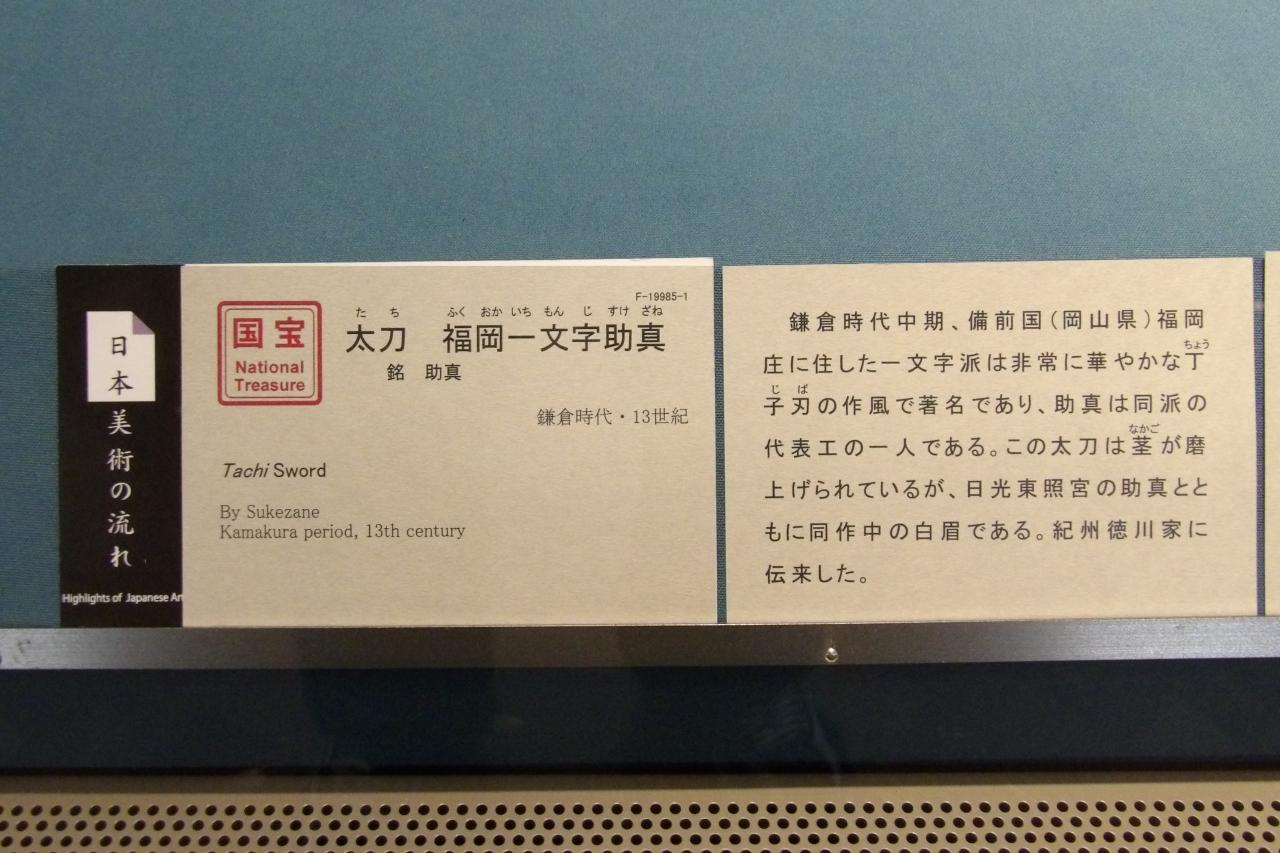 日本美術の流れ
Highlights of Japanese Ar
国宝
National
Treasure
F-19985-1
た ち ふく おか いち もん じ すけ ざね
太刀 福岡一文字助真
銘 助真
鎌倉時代・13世紀
Tachi Sword
By Sukezane
Kamakura period, 13th century
鎌倉時代中期、備前国(岡山県)福岡
ちょう
庄に住した一文字派は非常に華やかな丁
じ ば
子刃の作風で著名であり、助真は同派の
なかご
代表工の一人である。この太刀は茎が磨
上げられているが、日光東照宮の助真とと
もに同作中の白眉である。紀州徳川家に
伝来した。